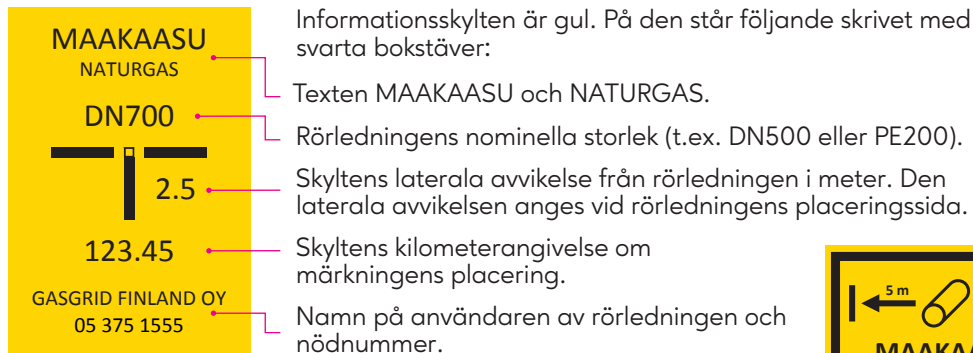 MAAKAASU
NATURGAS
DN700
2.5
123.45
GASGRID FINLAND OY
05 375 1555
Informationsskylten är gul. På den står följande skrivet med
svarta bokstäver:
Texten MAAKAASU och NATURGAS.
Rörledningens nominella storlek (t.ex. DN500 eller PE200).
Skyltens laterala avvikelse från rörledningen i meter. Den
laterala avvikelsen anges vid rörledningens placeringssida.
Skyltens kilometerangivelse om
märkningens placering.
Namn på användaren av rörledningen och
nödnummer.
5 m